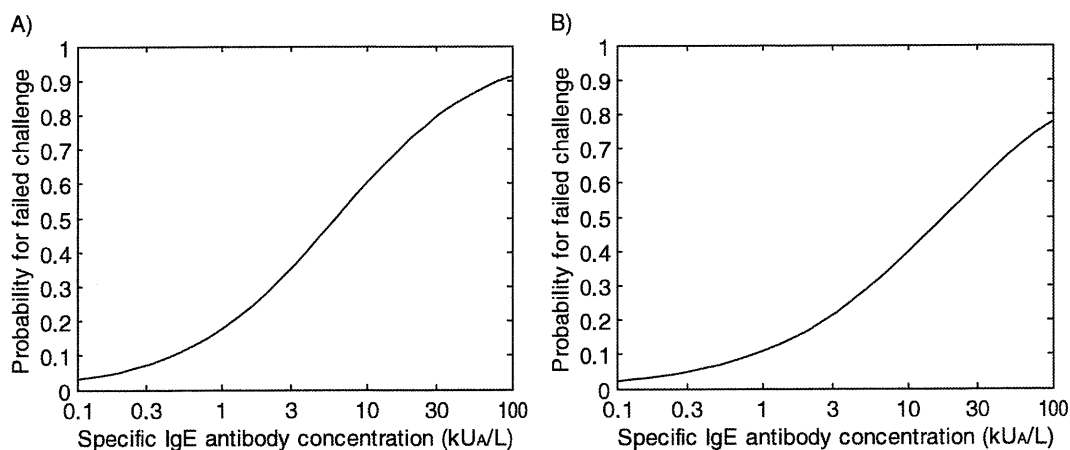 A)
Probability for failed challenge
1
0.9
0.8
0.7
0.6
0.5
0.4
0.3
0.2
0.1
0
0.1 0.3 1 3 10 30 100
Specific IgE antibody concentration (kUA/L)
B)
Probability for failed challenge
1
0.9
0.8
0.7
0.6
0.5
0.4
0.3
0.2
0.1
0
0.1 0.3 1 3 10 30 100
Specific IgE antibody concentration (kUA/L)